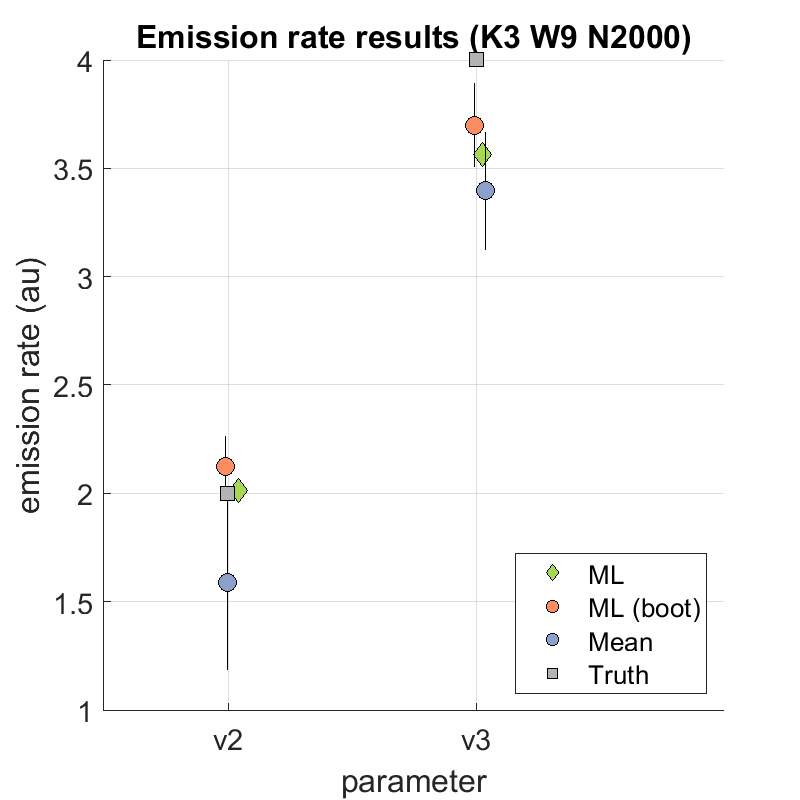 Emission rate results (K3 W9 N2000)
4
3.5
3
2.5
2
1.5
1
emission rate (au)
v2
v3
parameter
ML
ML (boot)
Mean
Truth